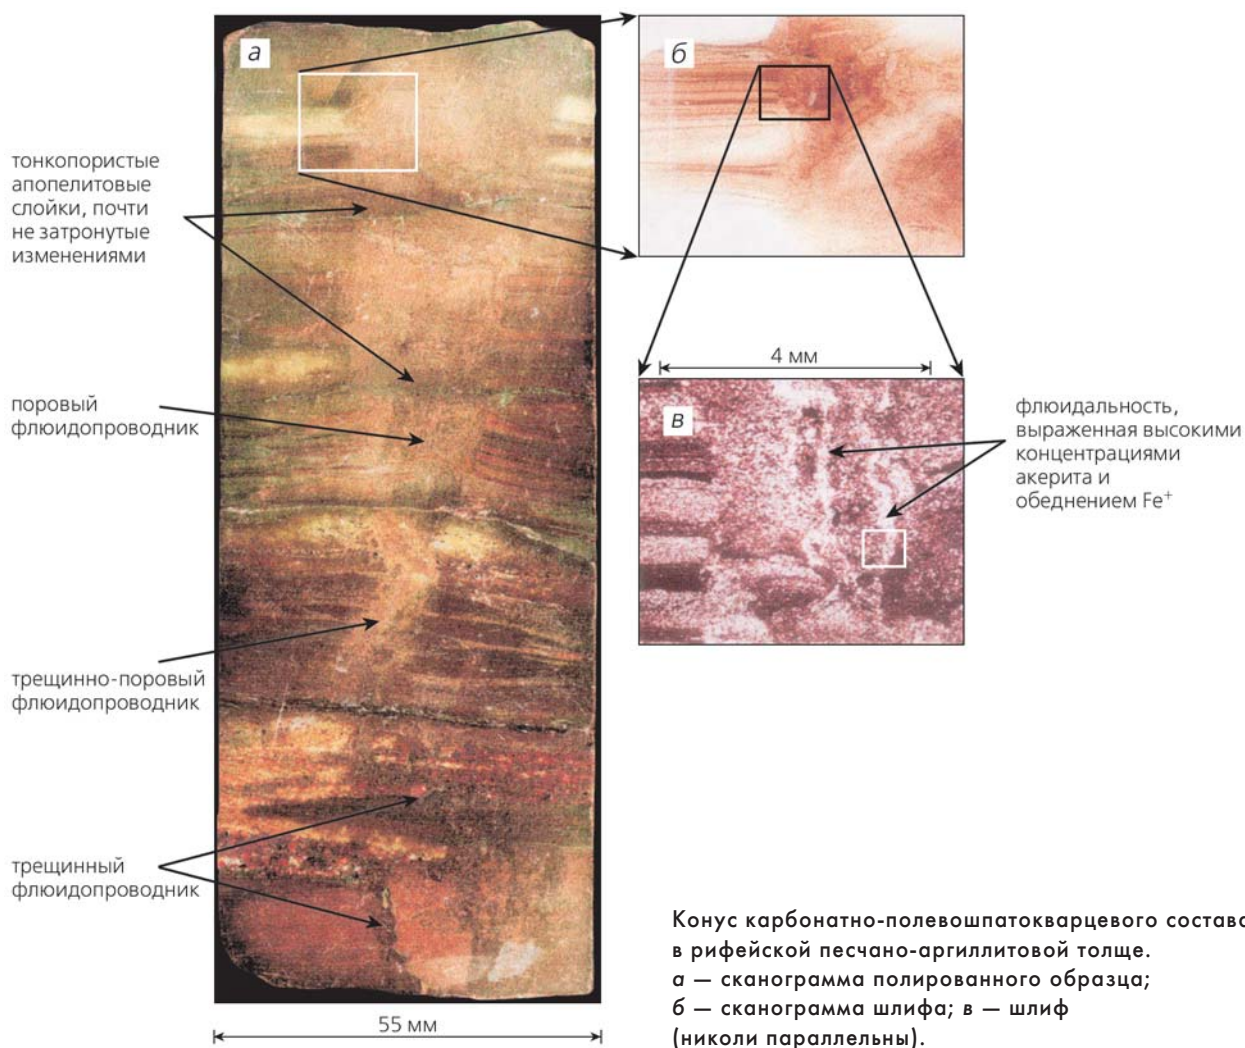 а
б
тонкопористые
апопелитовые
слойки, почти
не затронутые
изменениями
4 мм
поровый
флюидопроводник
в
флюидальность,
выраженная высокими
концентрациями
акерита и
обеднением Fe⁺
трещинно-поровый
флюидопроводник
трещинный
флюидопроводник
55 мм
Конус карбонатно-полевошпатокварцевого состава
в рифейской песчано-аргиллитовой толще.
а — сканограмма полированного образца;
б — сканограмма шлифа; в — шлиф
(николи параллельны).